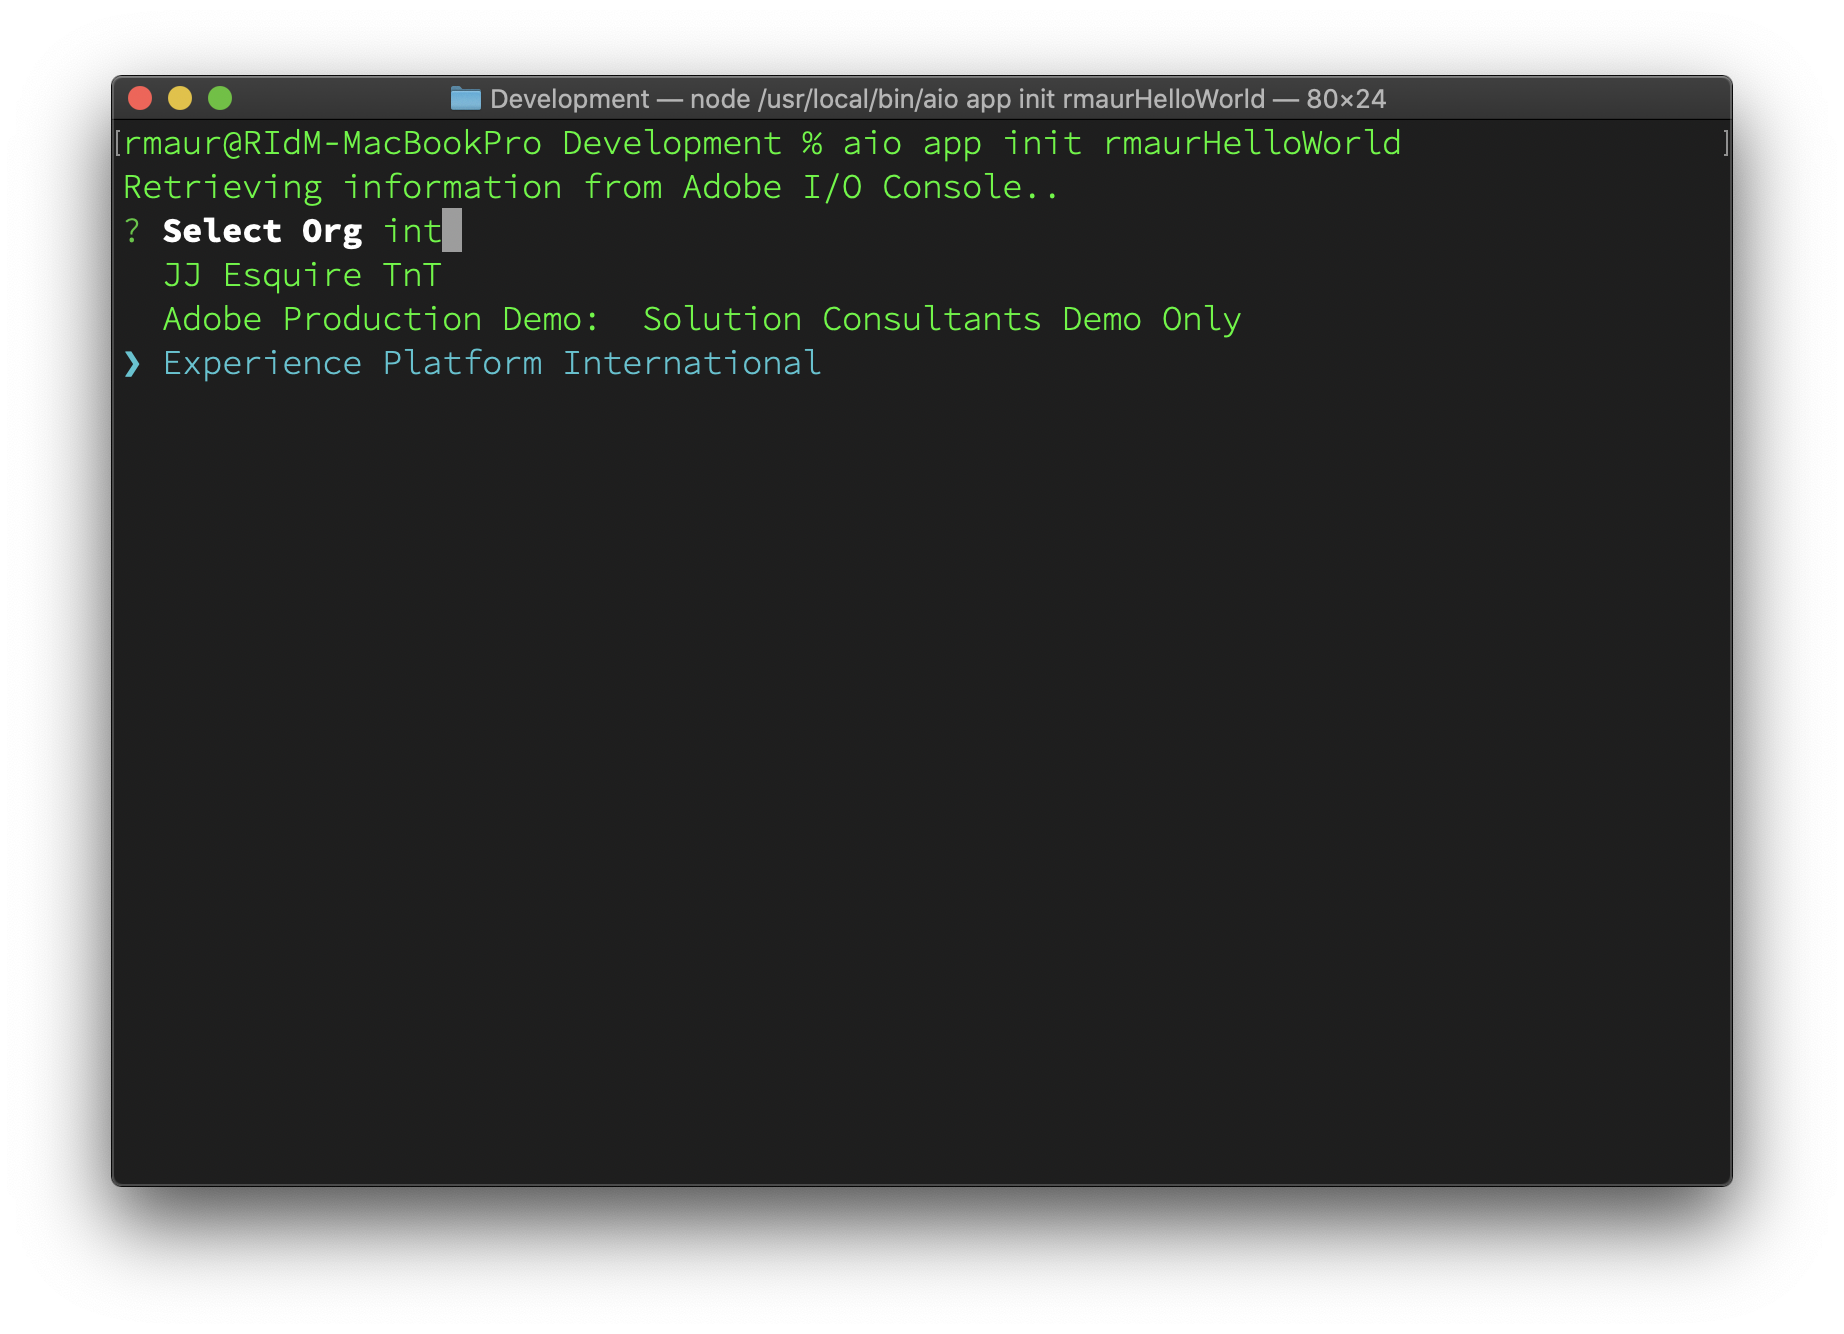 Development — node /usr/local/bin/aio app init rmaurHelloWorld — 80×24
[rmaur@RIdM-MacBookPro Development % aio app init rmaurHelloWorld ]
Retrieving information from Adobe I/O Console..
? Select Org int
JJ Esquire TnT
Adobe Production Demo:  Solution Consultants Demo Only
❯ Experience Platform International